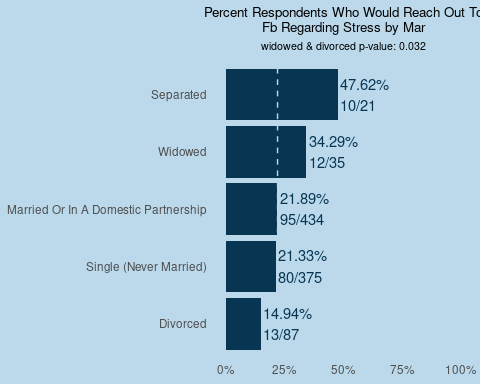 Percent Respondents Who Would Reach Out To
Fb Regarding Stress by Mar
widowed & divorced p-value: 0.032
Separated
47.62%
10/21
Widowed
34.29%
12/35
Married Or In A Domestic Partnership
21.89%
95/434
Single (Never Married)
21.33%
80/375
Divorced
14.94%
13/87
0% 25% 50% 75% 100%